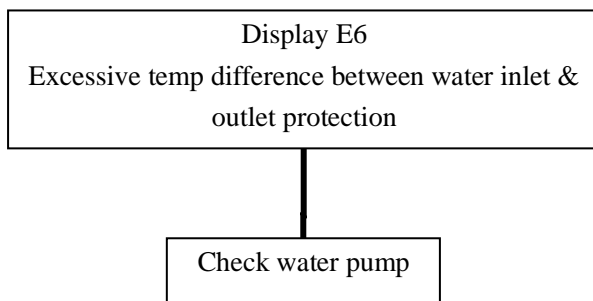 Display E6
Excessive temp difference between water inlet &
outlet protection
Check water pump